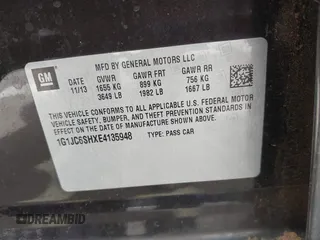 GM
MFD BY GENERAL MOTORS LLC
DATE GVWR GAWR FRT GAWR RR
11/13 1655 KG 899 KG 756 KG
3649 LB 1982 LB 1667 LB
THIS VEHICLE CONFORMS TO ALL APPLICABLE U.S. FEDERAL MOTOR
VEHICLE SAFETY, BUMPER, AND THEFT PREVENTION STANDARDS
IN EFFECT ON THE DATE OF MANUFACTURE SHOWN ABOVE.
1G1JC6SHXE4135948 TYPE: PASS CAR
DREAMBID